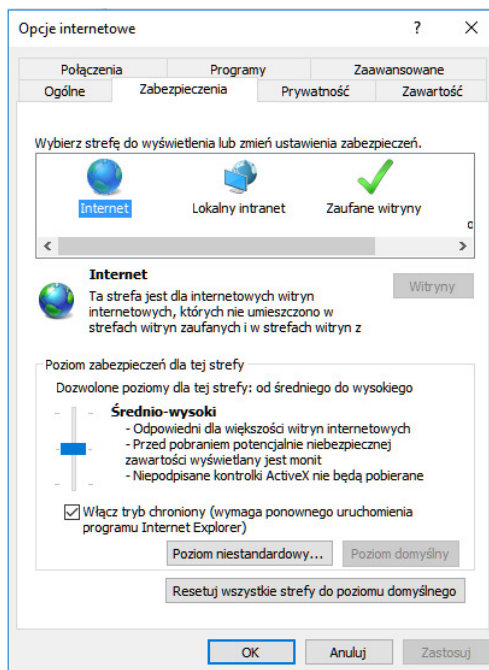 Opcje internetowe
?
Połączenia Programy Zaawansowane
Ogólne Zabezpieczenia Prywatność Zawartość
Wybierz strefę do wyświetlenia lub zmień ustawienia zabezpieczeń.
Internet Lokalny intranet Zaufane witryny
Internet
Ta strefa jest dla internetowych witryn
internetowych, których nie umieszczono w
strefach witryn zaufanych i w strefach witryn z
Witryny
Poziom zabezpieczeń dla tej strefy
Dozwolone poziomy dla tej strefy: od średniego do wysokiego
Średnio-wysoki
- Odpowiedni dla większości witryn internetowych
- Przed pobraniem potencjalnie niebezpiecznej
zawartości wyświetlany jest monit
- Niepodpisane kontrolki ActiveX nie będą pobierane
Włącz tryb chroniony (wymaga ponownego uruchomienia
programu Internet Explorer)
Poziom niestandardowy... Poziom domyślny
Resetuj wszystkie strefy do poziomu domyślnego
OK Anuluj Zastosuj